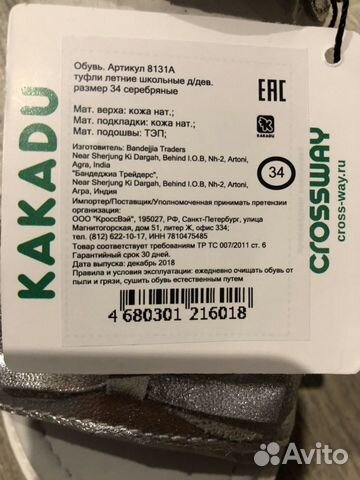 KAKADU
Обувь. Артикул 8131А
туфли летние школьные д/дев.
размер 34 серебряные
Мат. верха: кожа нат.;
Мат. подкладки: кожа нат.;
Мат. подошвы: ТЭП;
EAC
KAKADU
Изготовитель: Bandejjia Traders
Near Sherjung Ki Dargah, Behind I.O.B, Nh-2, Artoni,
Agra, India
"Бандеджиа Трейдерс",
Near Sherjung Ki Dargah, Behind I.O.B, Nh-2, Artoni,
Агра, Индия
34
Импортер/Поставщик/Уполномоченная принимать претензии
организация:
ООО "КроссВэй", 195027, РФ, Санкт-Петербург, улица
Магнитогорская, дом 51, литер Ж, офис 334;
тел. (812) 622-10-17, ИНН 7810475485
Товар соответствует требованиям ТР ТС 007/2011 ст. 6
Гарантийный срок 30 дней.
Дата выпуска: декабрь 2018
Правила и условия эксплуатации: ежедневно очищать обувь от
пыли и грязи, сушить обувь естественным путем
4 680301 216018
crossway
cross-way.ru
Avito